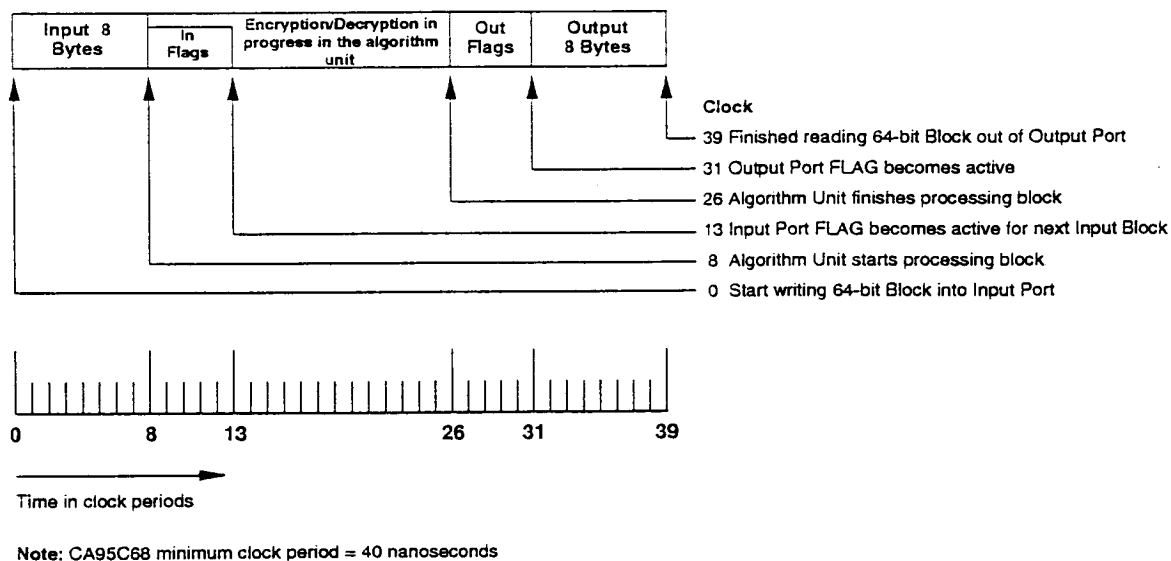 Input 8
Bytes
In
Flags
Encryption/Decryption in
progress in the algorithm
unit
Out
Flags
Output
8 Bytes
Clock
39 Finished reading 64-bit Block out of Output Port
31 Output Port FLAG becomes active
26 Algorithm Unit finishes processing block
13 Input Port FLAG becomes active for next Input Block
8 Algorithm Unit starts processing block
0 Start writing 64-bit Block into Input Port
0 8 13 26 31 39
Time in clock periods
Note: CA95C68 minimum clock period = 40 nanoseconds